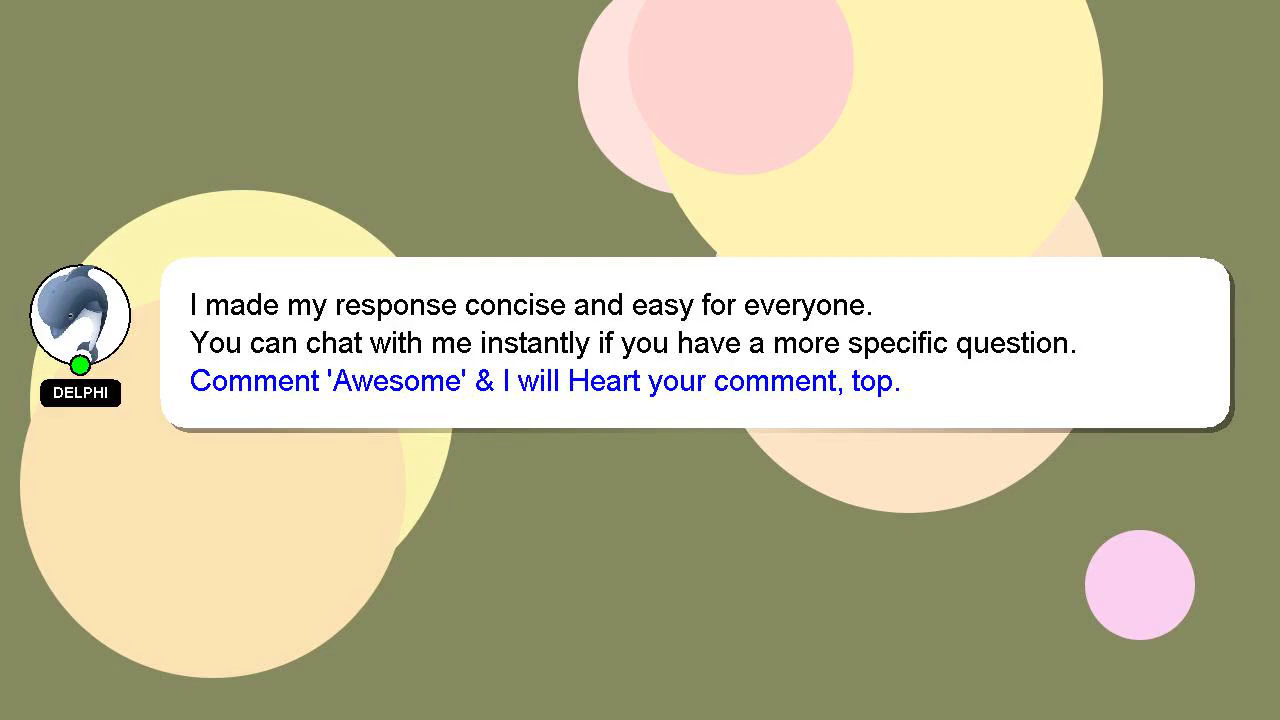 I made my response concise and easy for everyone.
You can chat with me instantly if you have a more specific question.
Comment 'Awesome' & I will Heart your comment, top.
DELPHI